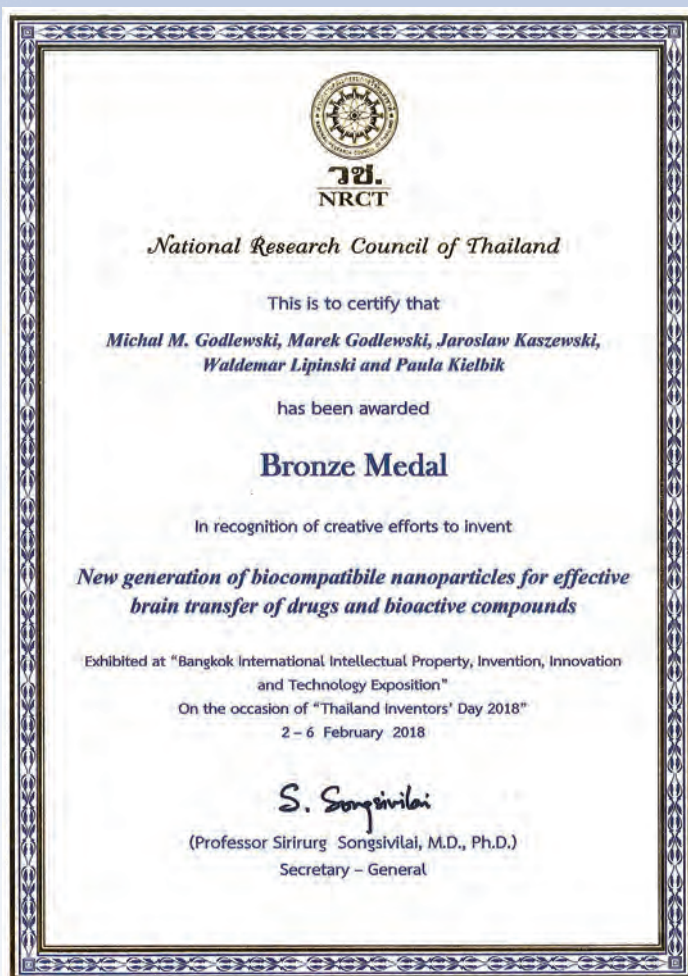 วช.
NRCT
National Research Council of Thailand
This is to certify that
Michal M. Godlewski, Marek Godlewski, Jaroslaw Kaszewski,
Waldemar Lipinski and Paula Kielbik
has been awarded
Bronze Medal
In recognition of creative efforts to invent
New generation of biocompatibile nanoparticles for effective
brain transfer of drugs and bioactive compounds
Exhibited at “Bangkok International Intellectual Property, Invention, Innovation
and Technology Exposition”
On the occasion of “Thailand Inventors’ Day 2018”
2 – 6 February 2018
S. Songsivilai
(Professor Sirirurg Songsivilai, M.D., Ph.D.)
Secretary – General